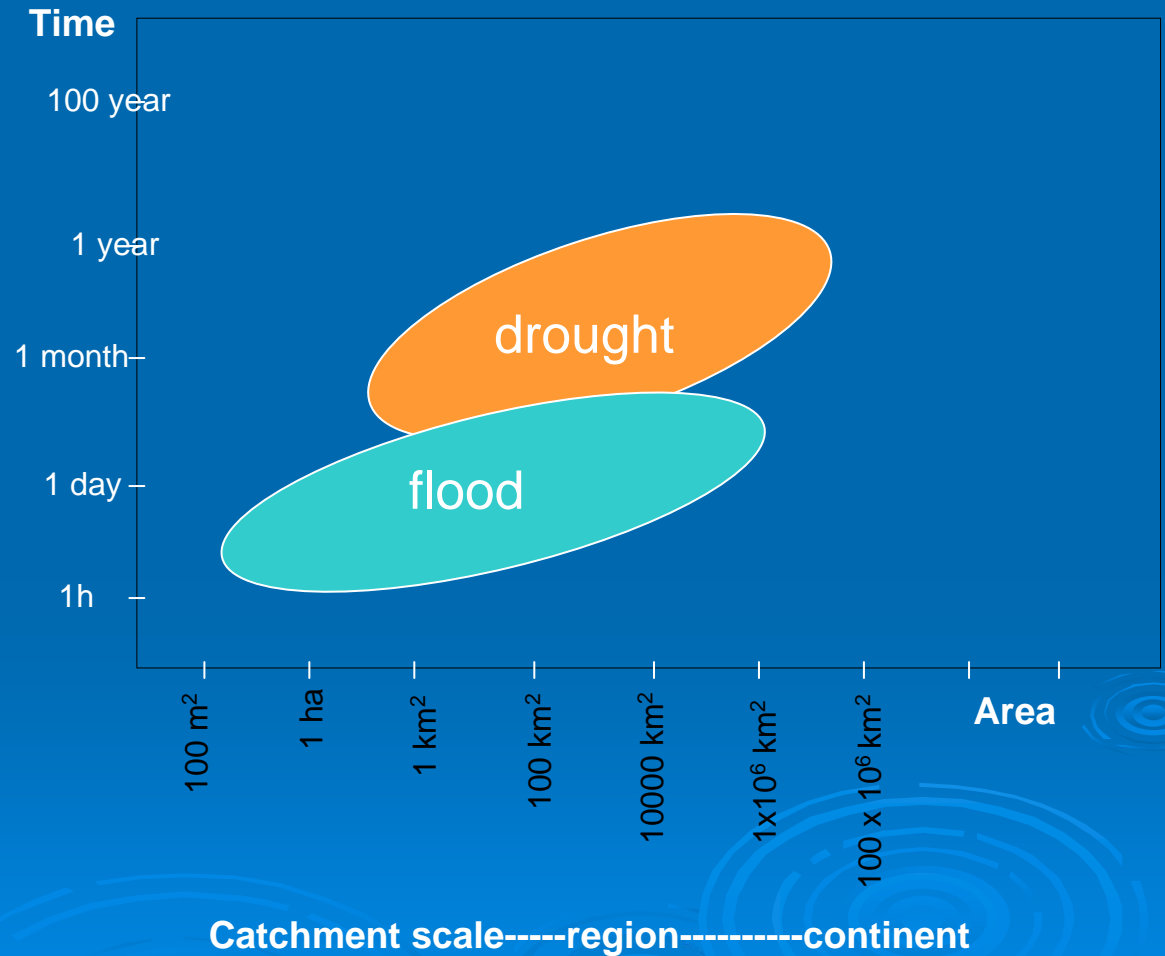 Time
100 year
1 year
1 month
1 day
1h
drought
flood
100 m²
1 ha
1 km²
100 km²
10000 km²
1x10⁶ km²
100 x 10⁶ km²
Area
Catchment scale-----region----------continent